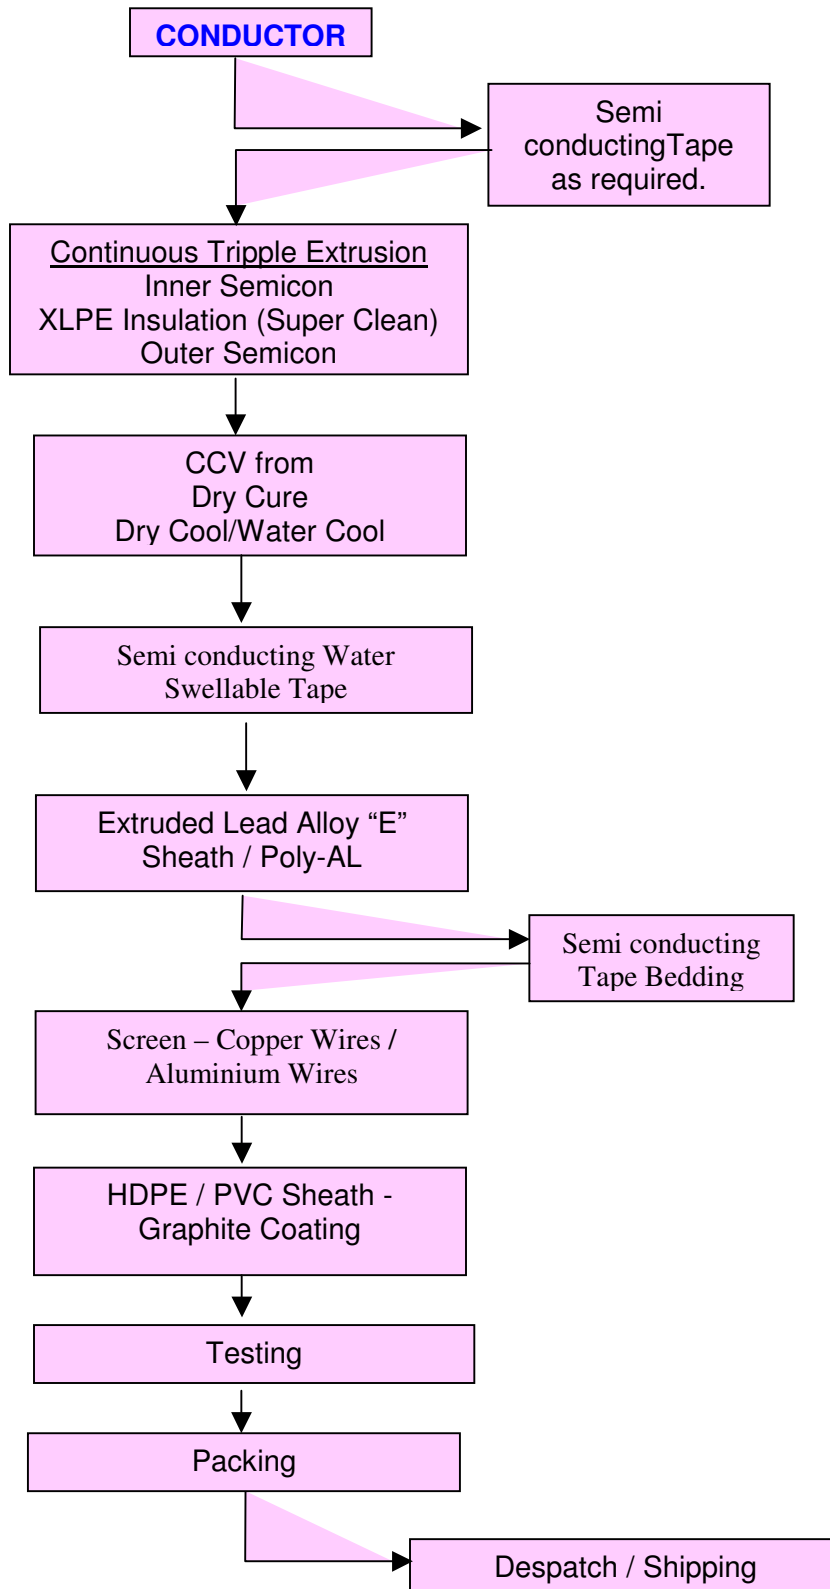 CONDUCTOR
Semi
conductingTape
as required.
Continuous Tripple Extrusion
Inner Semicon
XLPE Insulation (Super Clean)
Outer Semicon
CCV from
Dry Cure
Dry Cool/Water Cool
Semi conducting Water
Swellable Tape
Extruded Lead Alloy “E”
Sheath / Poly-AL
Semi conducting
Tape Bedding
Screen – Copper Wires /
Aluminium Wires
HDPE / PVC Sheath -
Graphite Coating
Testing
Packing
Despatch / Shipping